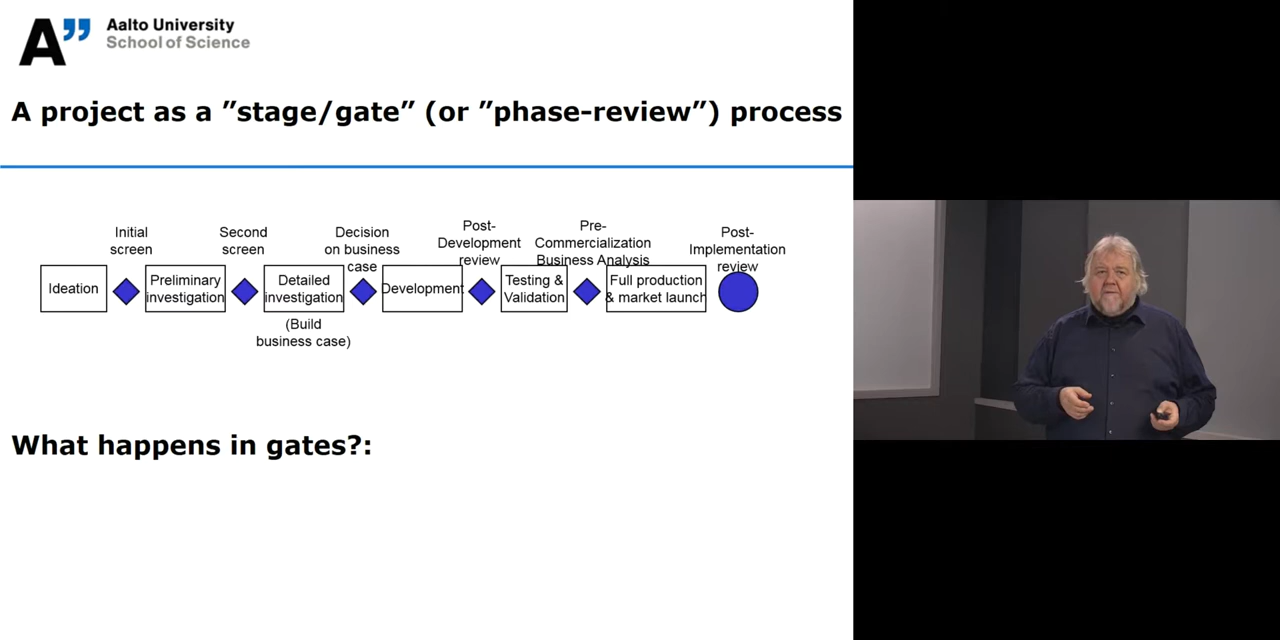 A”
Aalto University
School of Science
A project as a ”stage/gate” (or ”phase-review”) process
Initial
screen
Second
screen
Decision
on business
case
Post-
Development
review
Pre-
Commercialization
Business Analysis
Post-
Implementation
review
Ideation
Preliminary
investigation
Detailed
investigation
Development
Testing &
Validation
Full production
& market launch
(Build
business case)
What happens in gates?: